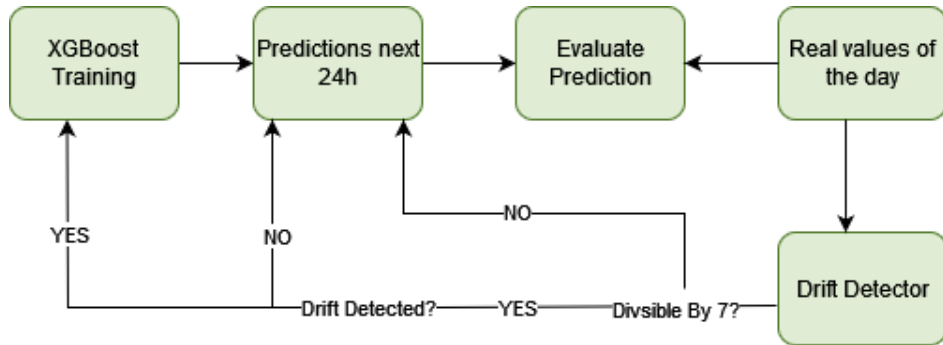 XGBoost
Training
Predictions next
24h
Evaluate
Prediction
Real values of
the day
YES
NO
NO
Drift Detected?
YES
Divsible By 7?
Drift Detector